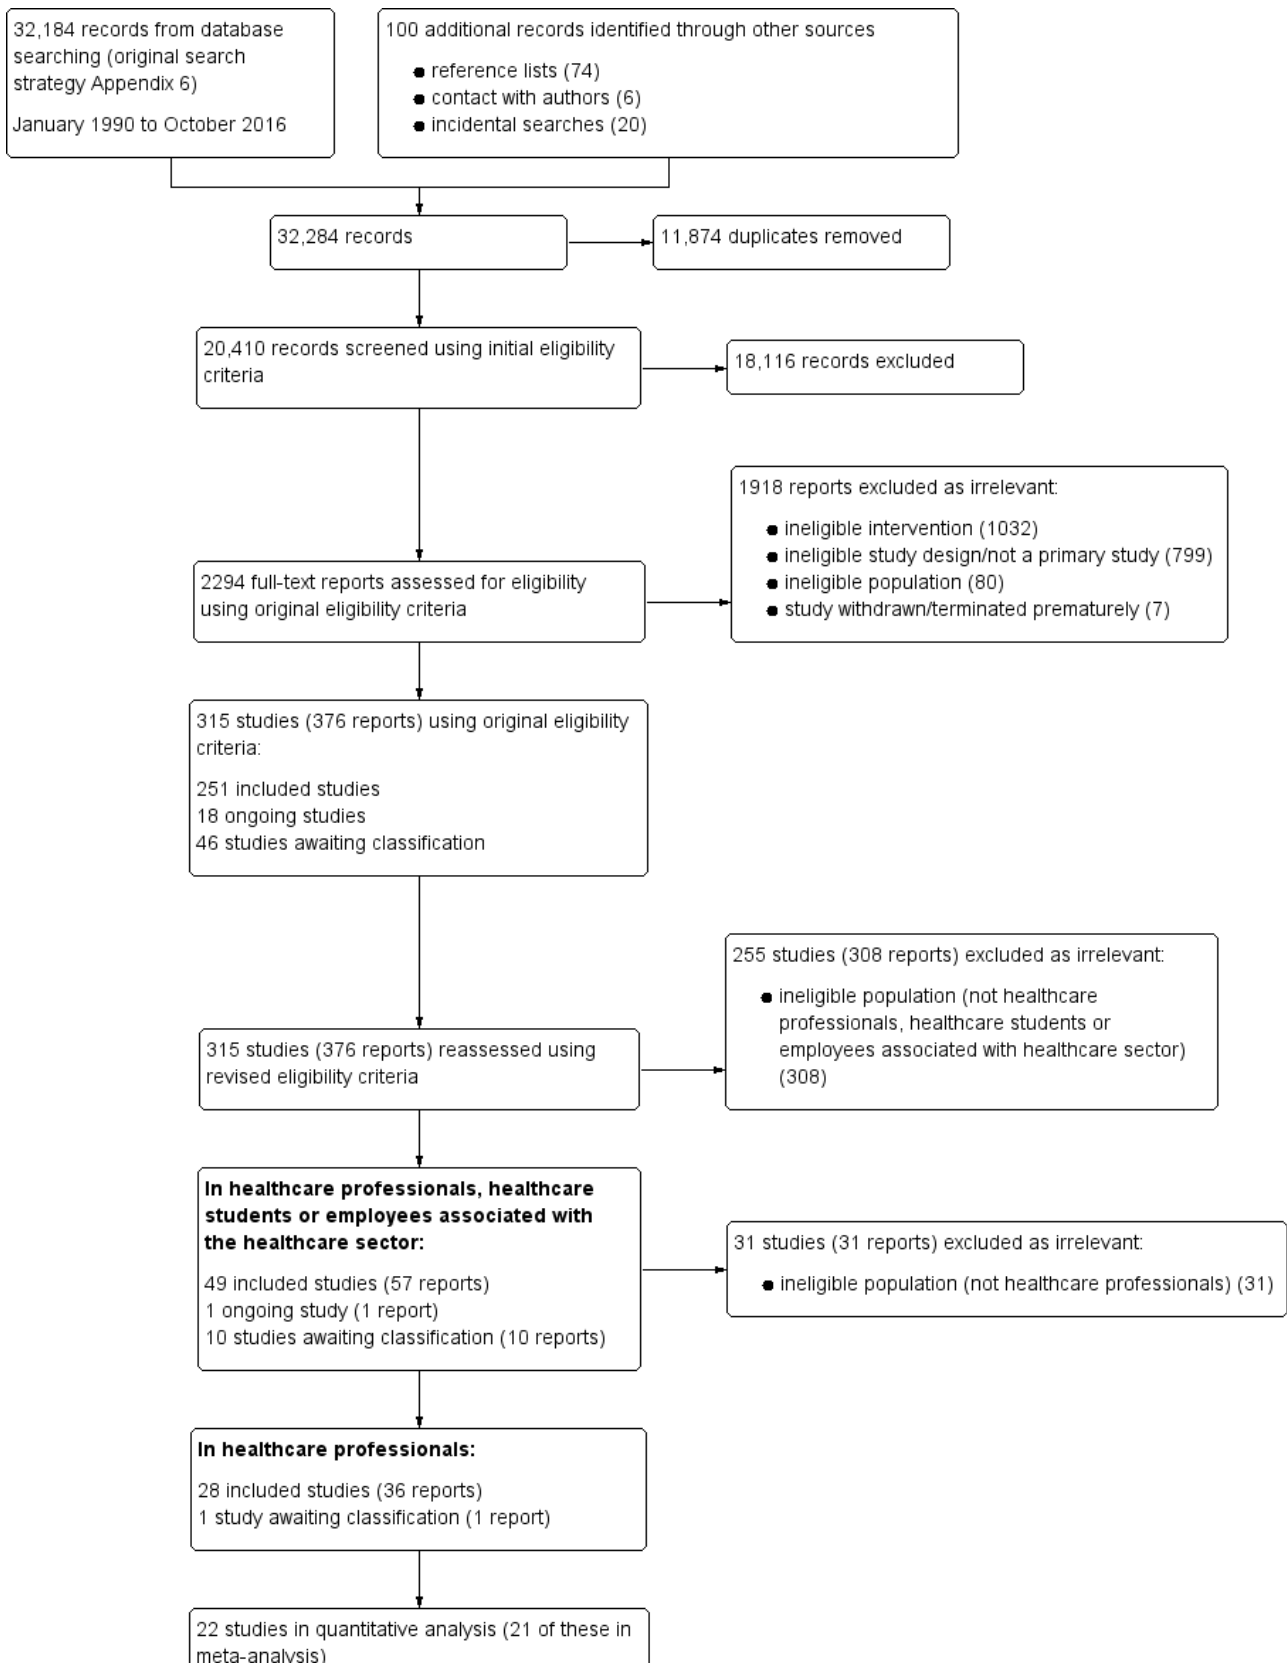 32,184 records from database
searching (original search
strategy Appendix 6)
January 1990 to October 2016
100 additional records identified through other sources
● reference lists (74)
● contact with authors (6)
● incidental searches (20)
32,284 records
11,874 duplicates removed
20,410 records screened using initial eligibility
criteria
18,116 records excluded
1918 reports excluded as irrelevant:
● ineligible intervention (1032)
● ineligible study design/not a primary study (799)
● ineligible population (80)
● study withdrawn/terminated prematurely (7)
2294 full-text reports assessed for eligibility
using original eligibility criteria
315 studies (376 reports) using original eligibility
criteria:
251 included studies
18 ongoing studies
46 studies awaiting classification
255 studies (308 reports) excluded as irrelevant:
● ineligible population (not healthcare
professionals, healthcare students or
employees associated with healthcare sector)
(308)
315 studies (376 reports) reassessed using
revised eligibility criteria
In healthcare professionals, healthcare
students or employees associated with
the healthcare sector:
49 included studies (57 reports)
1 ongoing study (1 report)
10 studies awaiting classification (10 reports)
31 studies (31 reports) excluded as irrelevant:
● ineligible population (not healthcare professionals) (31)
In healthcare professionals:
28 included studies (36 reports)
1 study awaiting classification (1 report)
22 studies in quantitative analysis (21 of these in
meta-analysis)